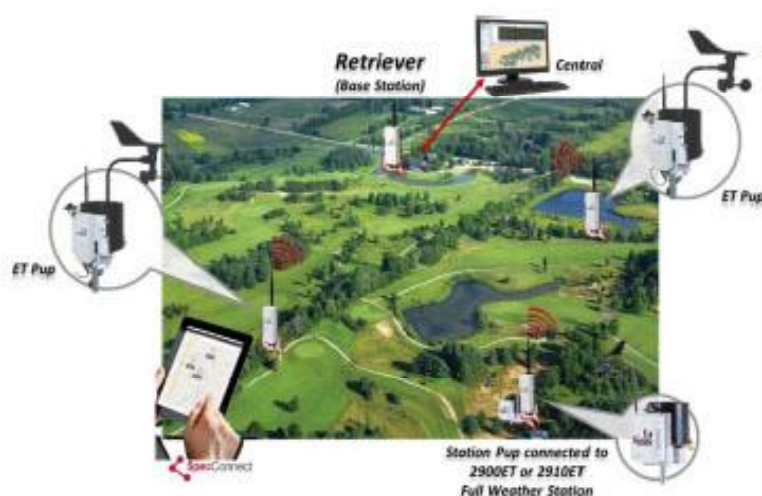 Retriever
(Base Station)
Central
ET Pup
ET Pup
SpecConnect
Station Pup connected to
2900ET or 2910ET
Full Weather Station